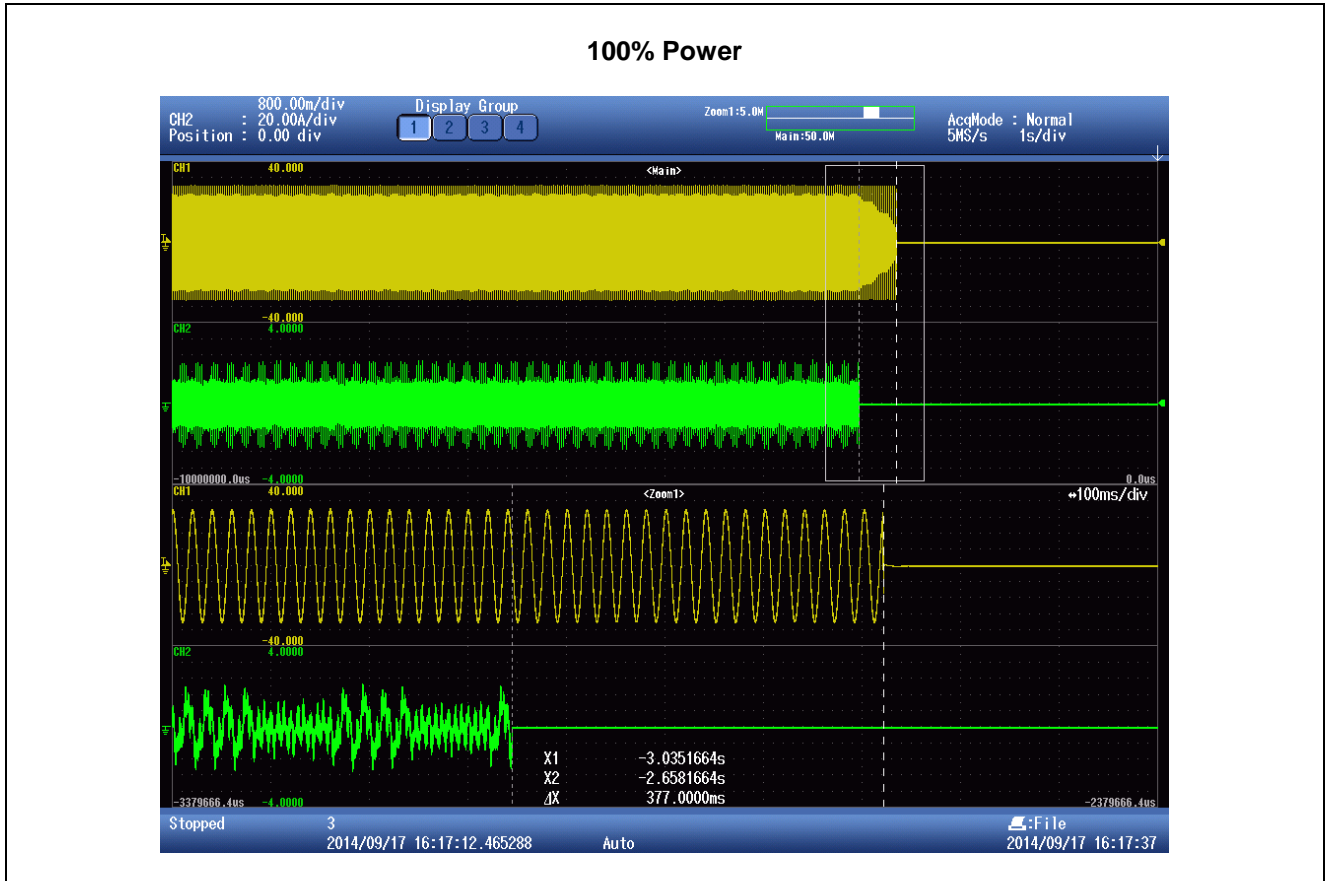 100% Power
800.00m/div
CH2 : 20.00A/div
Position : 0.00 div
Display Group
1 2 3 4
Zoom1:5.0M
Main:50.0M
AcqMode : Normal
5MS/s 1s/div
CH1 40.000 <Main>
-40.000
CH2 4.0000
-10000000.0us -4.0000 0.0us
CH1 40.000 <Zoom1> ↔100ms/div
-40.000
CH2 4.0000
X1 -3.0351664s
X2 -2.6581664s
ΔX 377.0000ms
-3379666.4us -4.0000 -2379666.4us
Stopped 3 :File
2014/09/17 16:17:12.465288 Auto 2014/09/17 16:17:37